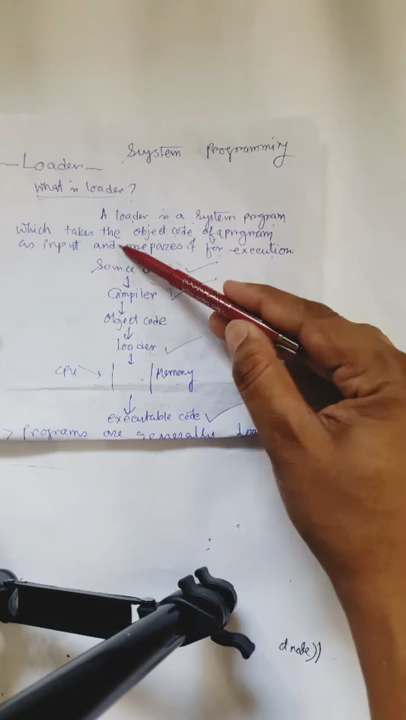 System Programming
Loader
What is loader?
A loader is a system program
which takes the object code of a program
as input and prepares it for execution
Source
Compiler
Object code
loader
CPU Memory
executable code
> Programs are generally
dnode))